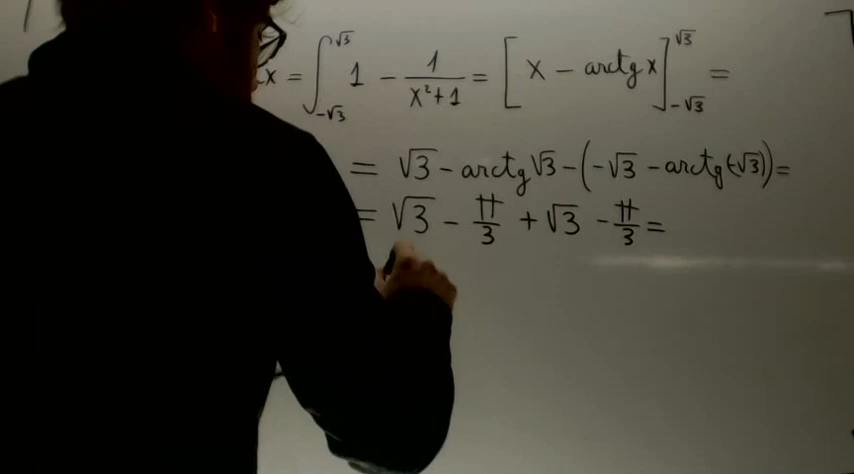 x = ∫_{-√3}^{√3} 1 - 1/(x²+1) = [x - arctg x]_{-√3}^{√3} =
= √3 - arctg √3 - (-√3 - arctg(-√3)) =
= √3 - π/3 + √3 - π/3 =